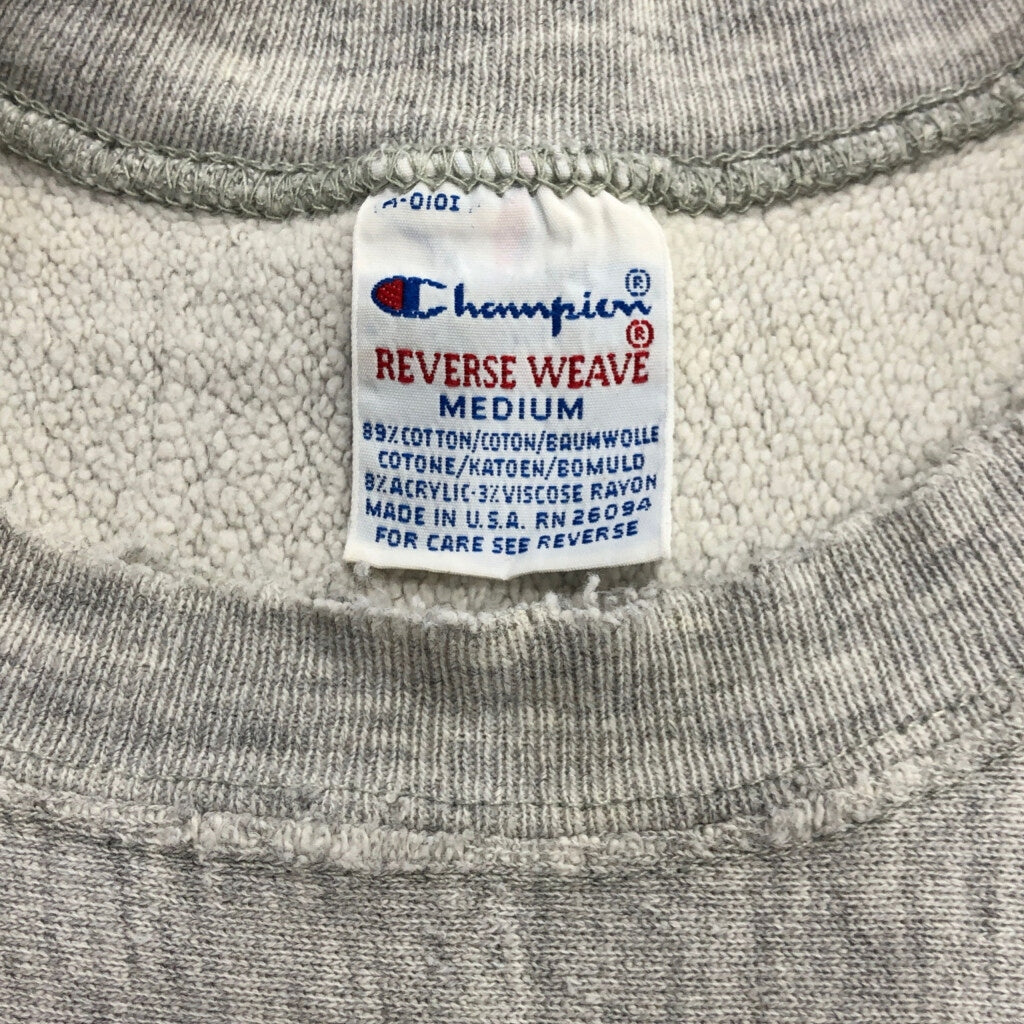 A-0101
Champion®
®
REVERSE WEAVE
MEDIUM
89% COTTON/COTON/BAUMWOLLE
COTONE/KATOEN/BOMULD
8% ACRYLIC·3% VISCOSE RAYON
MADE IN U.S.A. RN 26094
FOR CARE SEE REVERSE